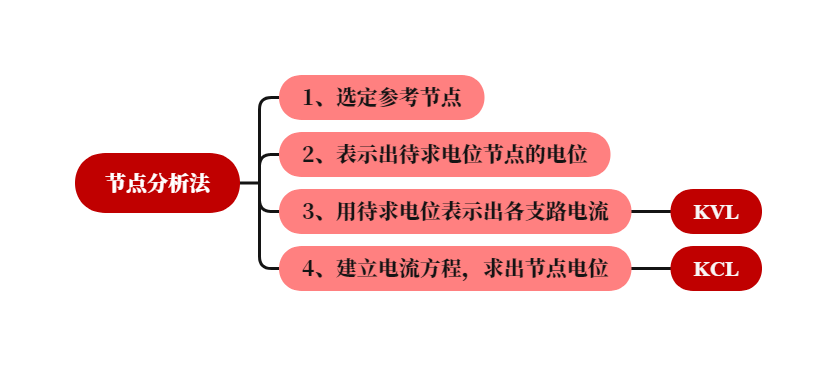 节点分析法
1、选定参考节点
2、表示出待求电位节点的电位
3、用待求电位表示出各支路电流
KVL
4、建立电流方程，求出节点电位
KCL